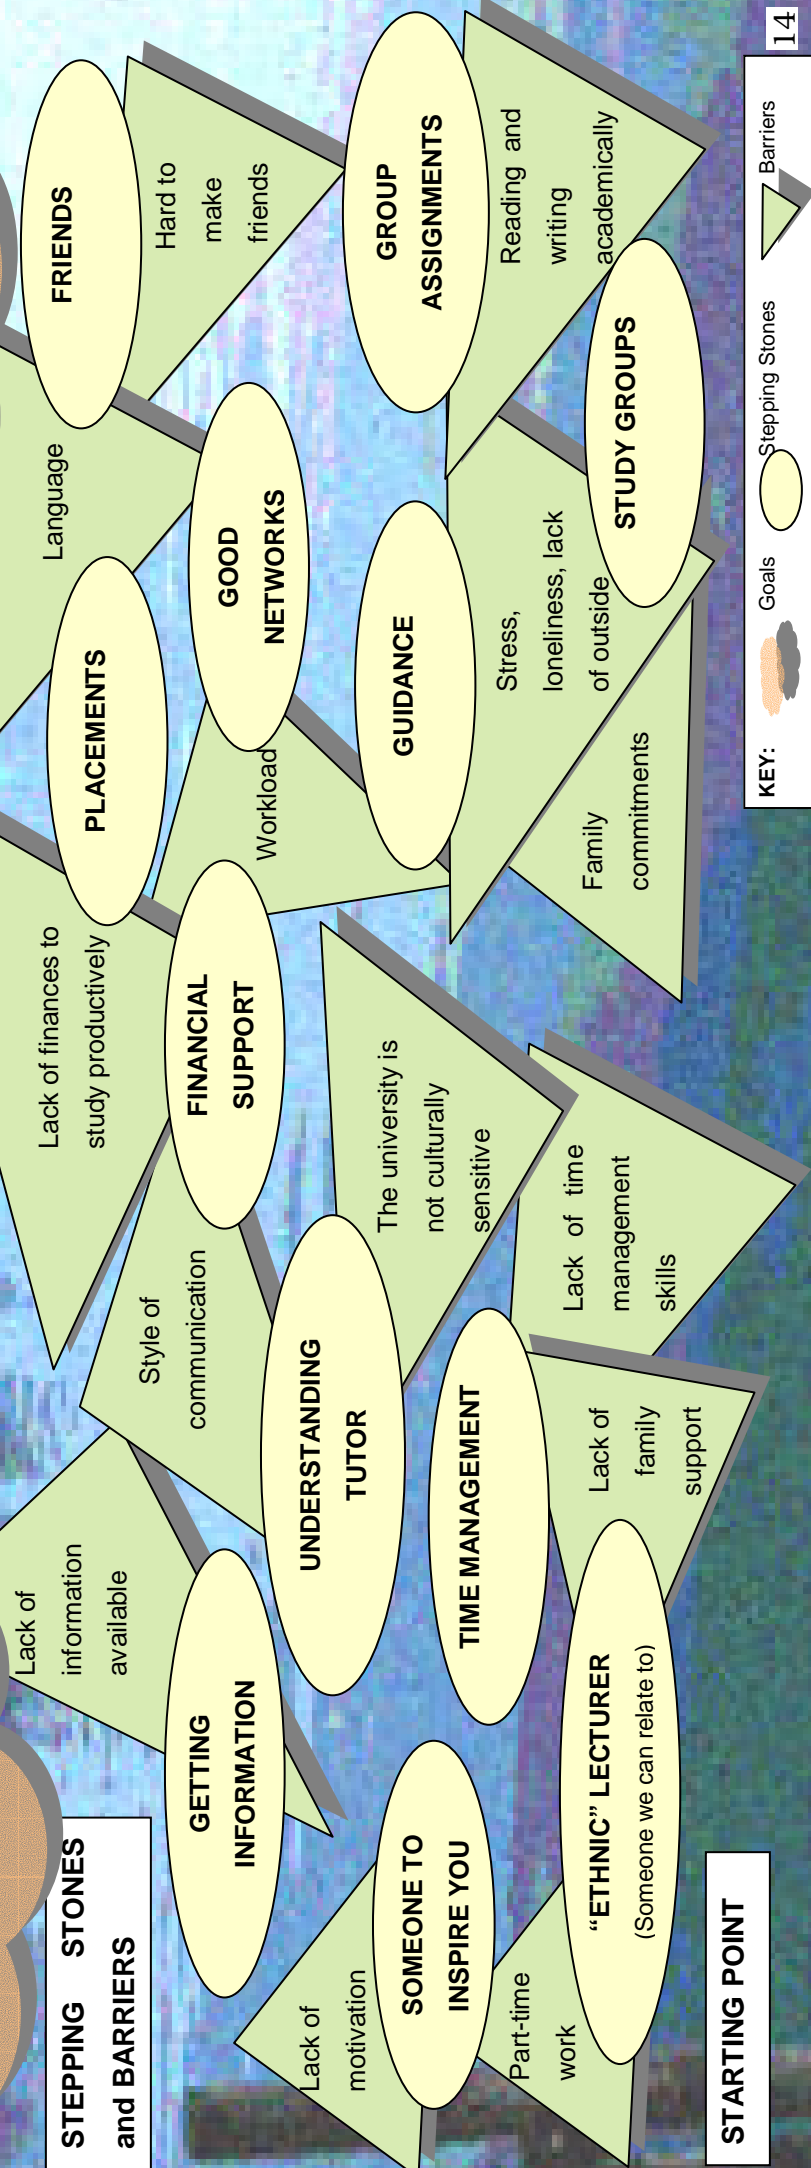 STEPPING STONES
and BARRIERS
Lack of
information
available
Lack of finances to
study productively
Language
FRIENDS
Hard to
make
friends
PLACEMENTS
Style of
communication
GETTING
INFORMATION
FINANCIAL
SUPPORT
GOOD
NETWORKS
Workload
Lack of
motivation
UNDERSTANDING
TUTOR
The university is
not culturally
sensitive
GUIDANCE
GROUP
ASSIGNMENTS
SOMEONE TO
INSPIRE YOU
TIME MANAGEMENT
Stress,
loneliness, lack
of outside
Reading and
writing
academically
Part-time
work
Lack of time
management
skills
Family
commitments
STUDY GROUPS
"ETHNIC" LECTURER
(Someone we can relate to)
Lack of
family
support
STARTING POINT
KEY:
Goals
Stepping Stones
Barriers
14